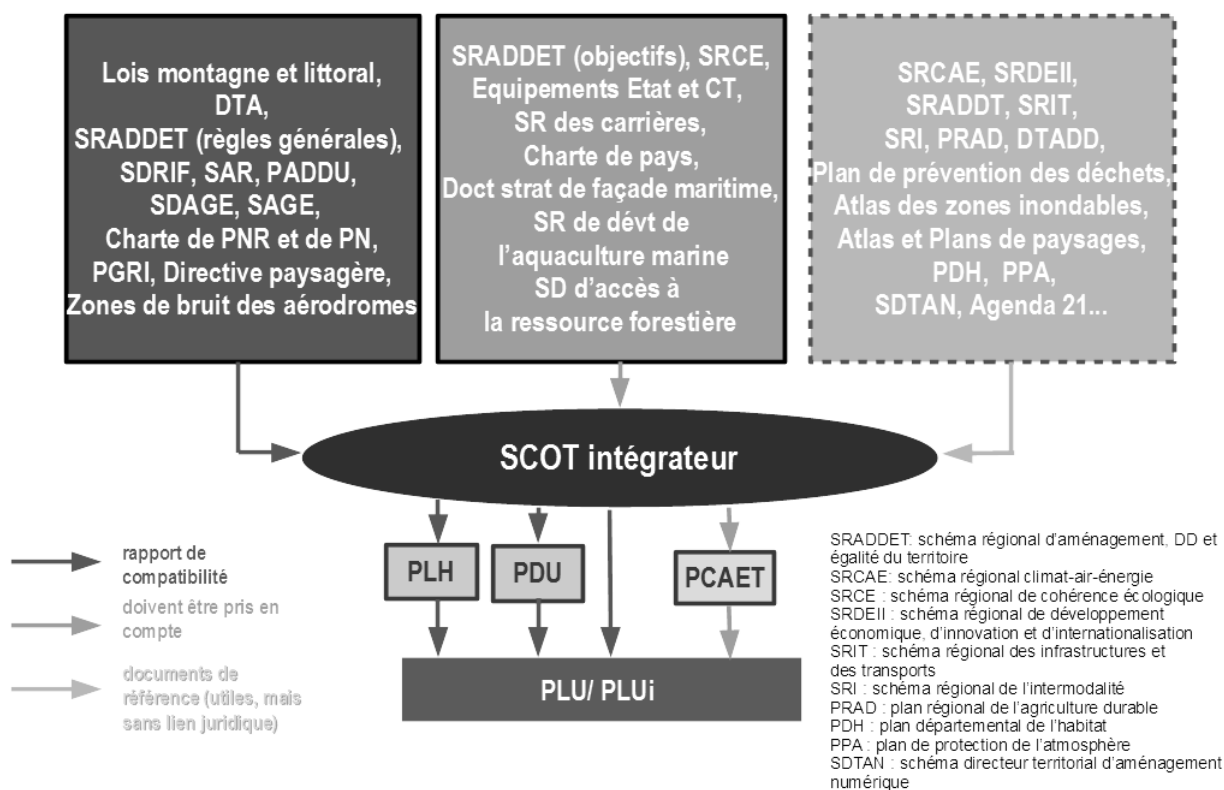 Lois montagne et littoral,
DTA,
SRADDET (règles générales),
SDRIF, SAR, PADDU,
SDAGE, SAGE,
Charte de PNR et de PN,
PGRI, Directive paysagère,
Zones de bruit des aérodromes
SRADDET (objectifs), SRCE,
Equipements Etat et CT,
SR des carrières,
Charte de pays,
Doct strat de façade maritime,
SR de dévt de
l'aquaculture marine
SD d'accès à
la ressource forestière
SRCAE, SRDEII,
SRADDT, SRIT,
SRI, PRAD, DTADD,
Plan de prévention des déchets,
Atlas des zones inondables,
Atlas et Plans de paysages,
PDH, PPA,
SDTAN, Agenda 21...
SCOT intégrateur
PLH
PDU
PCAET
PLU/ PLUi
rapport de
compatibilité
doivent être pris en
compte
documents de
référence (utiles, mais
sans lien juridique)
SRADDET: schéma régional d'aménagement, DD et
égalité du territoire
SRCAE: schéma régional climat-air-énergie
SRCE : schéma régional de cohérence écologique
SRDEII : schéma régional de développement
économique, d'innovation et d'internationalisation
SRIT : schéma régional des infrastructures et
des transports
SRI : schéma régional de l'intermodalité
PRAD : plan régional de l'agriculture durable
PDH : plan départemental de l'habitat
PPA : plan de protection de l'atmosphère
SDTAN : schéma directeur territorial d'aménagement
numérique